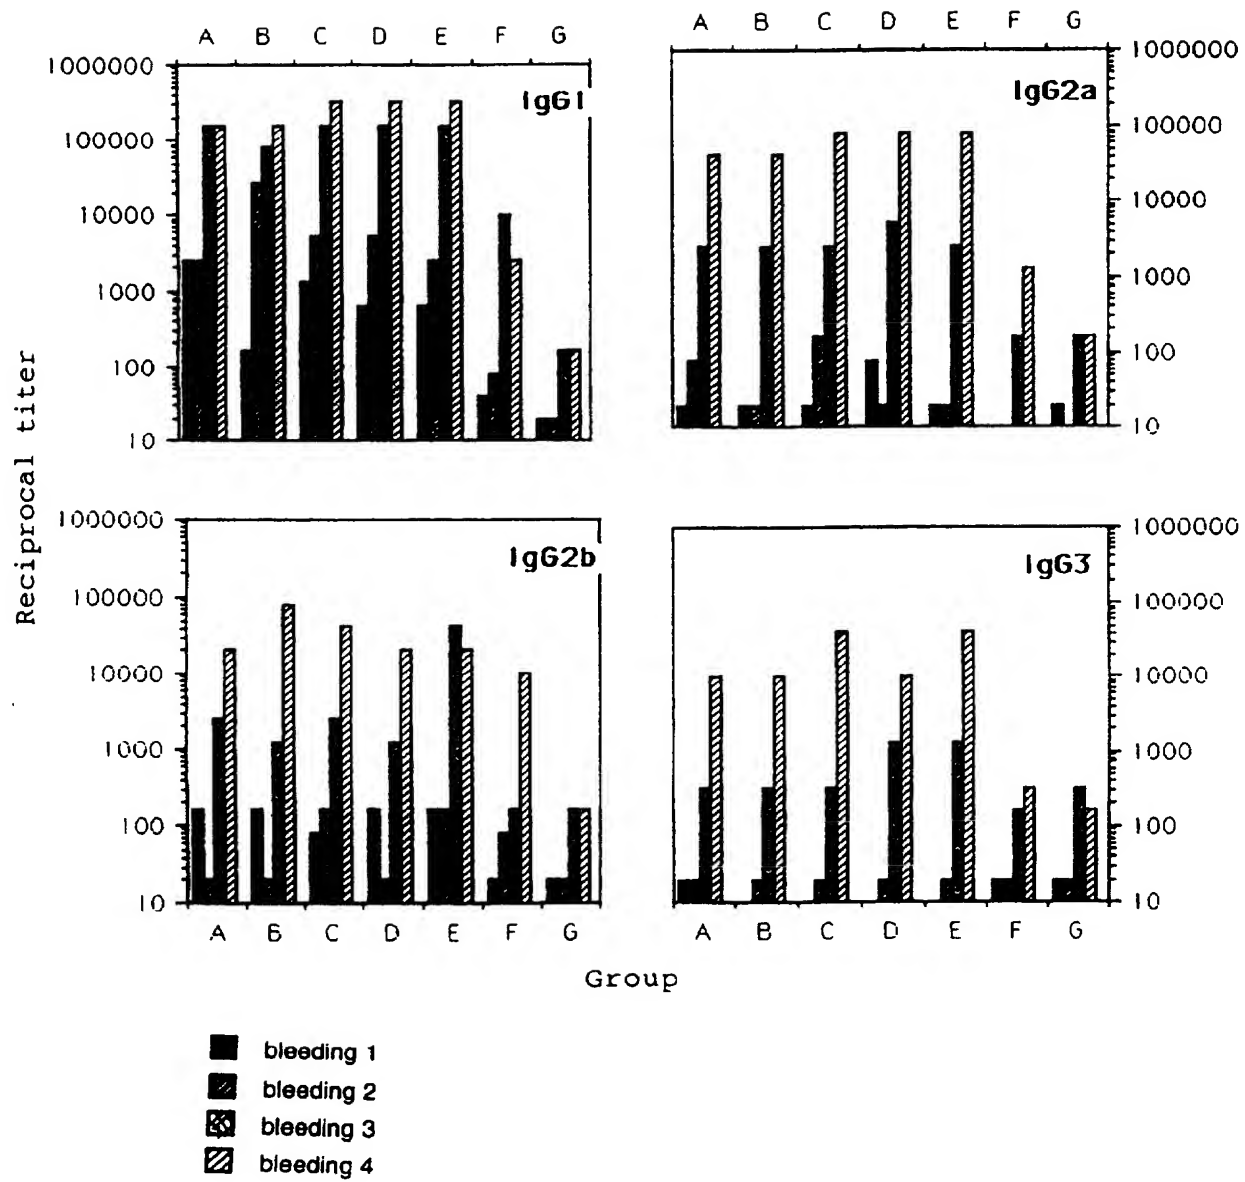 A B C D E F G
A B C D E F G
1000000
100000
10000
1000
100
10
IgG1
IgG2a
1000000
100000
10000
1000
100
10
Reciprocal titer
1000000
100000
10000
1000
100
10
IgG2b
IgG3
1000000
100000
10000
1000
100
10
A B C D E F G
A B C D E F G
Group
bleeding 1
bleeding 2
bleeding 3
bleeding 4